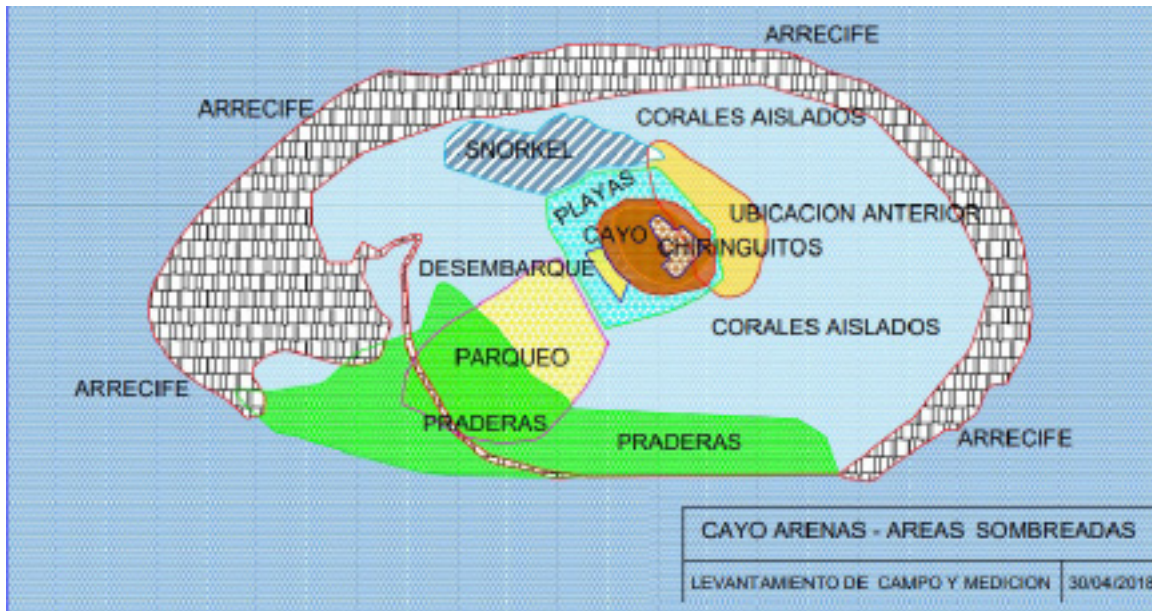 ARRECIFE
ARRECIFE
CORALES AISLADOS
SNORKEL
PLAYAS
UBICACION ANTERIOR
CAYO
CHIRINGUITOS
DESEMBARQUE
CORALES AISLADOS
PARQUEO
ARRECIFE
PRADERAS
PRADERAS
ARRECIFE
CAYO ARENAS - AREAS SOMBREADAS
LEVANTAMIENTO DE CAMPO Y MEDICION 30/04/2018